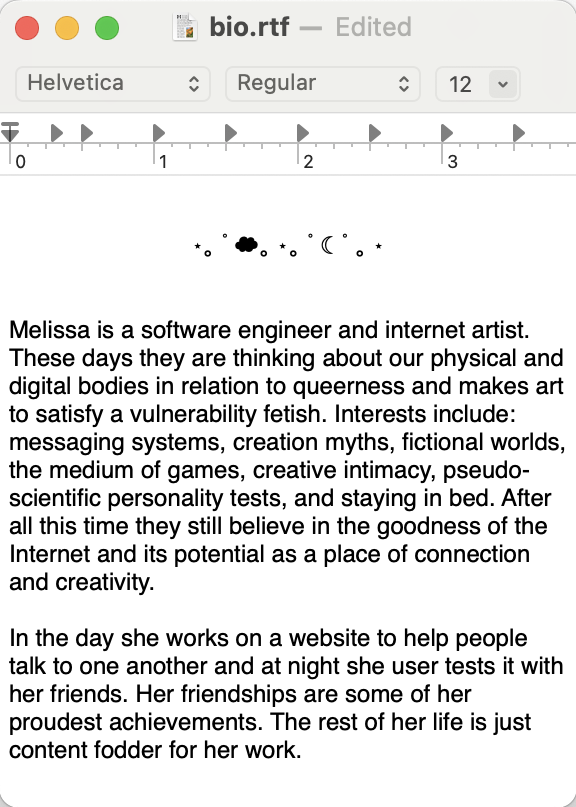 bio.rtf — Edited
Helvetica Regular 12
0 1 2 3
⋆｡ ﾟ☁︎｡ ⋆｡ ﾟ☾ ﾟ｡ ⋆
Melissa is a software engineer and internet artist.
These days they are thinking about our physical and
digital bodies in relation to queerness and makes art
to satisfy a vulnerability fetish. Interests include:
messaging systems, creation myths, fictional worlds,
the medium of games, creative intimacy, pseudo-
scientific personality tests, and staying in bed. After
all this time they still believe in the goodness of the
Internet and its potential as a place of connection
and creativity.
In the day she works on a website to help people
talk to one another and at night she user tests it with
her friends. Her friendships are some of her
proudest achievements. The rest of her life is just
content fodder for her work.